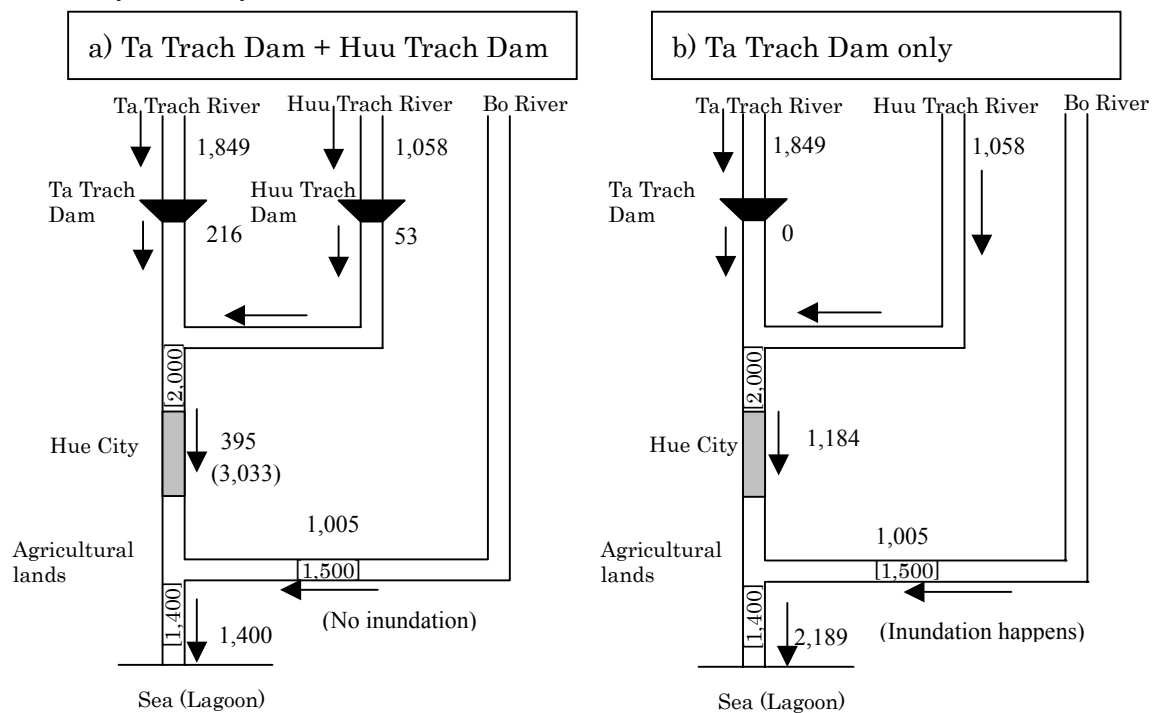 a) Ta Trach Dam + Huu Trach Dam
Ta Trach River
Huu Trach River
Bo River
1,849
1,058
Ta Trach
Dam
Huu Trach
Dam
216
53
[2,000]
Hue City
395
(3,033)
1,005
Agricultural
lands
[1,500]
[1,400]
(No inundation)
1,400
Sea (Lagoon)
b) Ta Trach Dam only
Ta Trach River
Huu Trach River
Bo River
1,849
1,058
Ta Trach
Dam
0
[2,000]
Hue City
1,184
1,005
Agricultural
lands
[1,500]
[1,400]
(Inundation happens)
2,189
Sea (Lagoon)